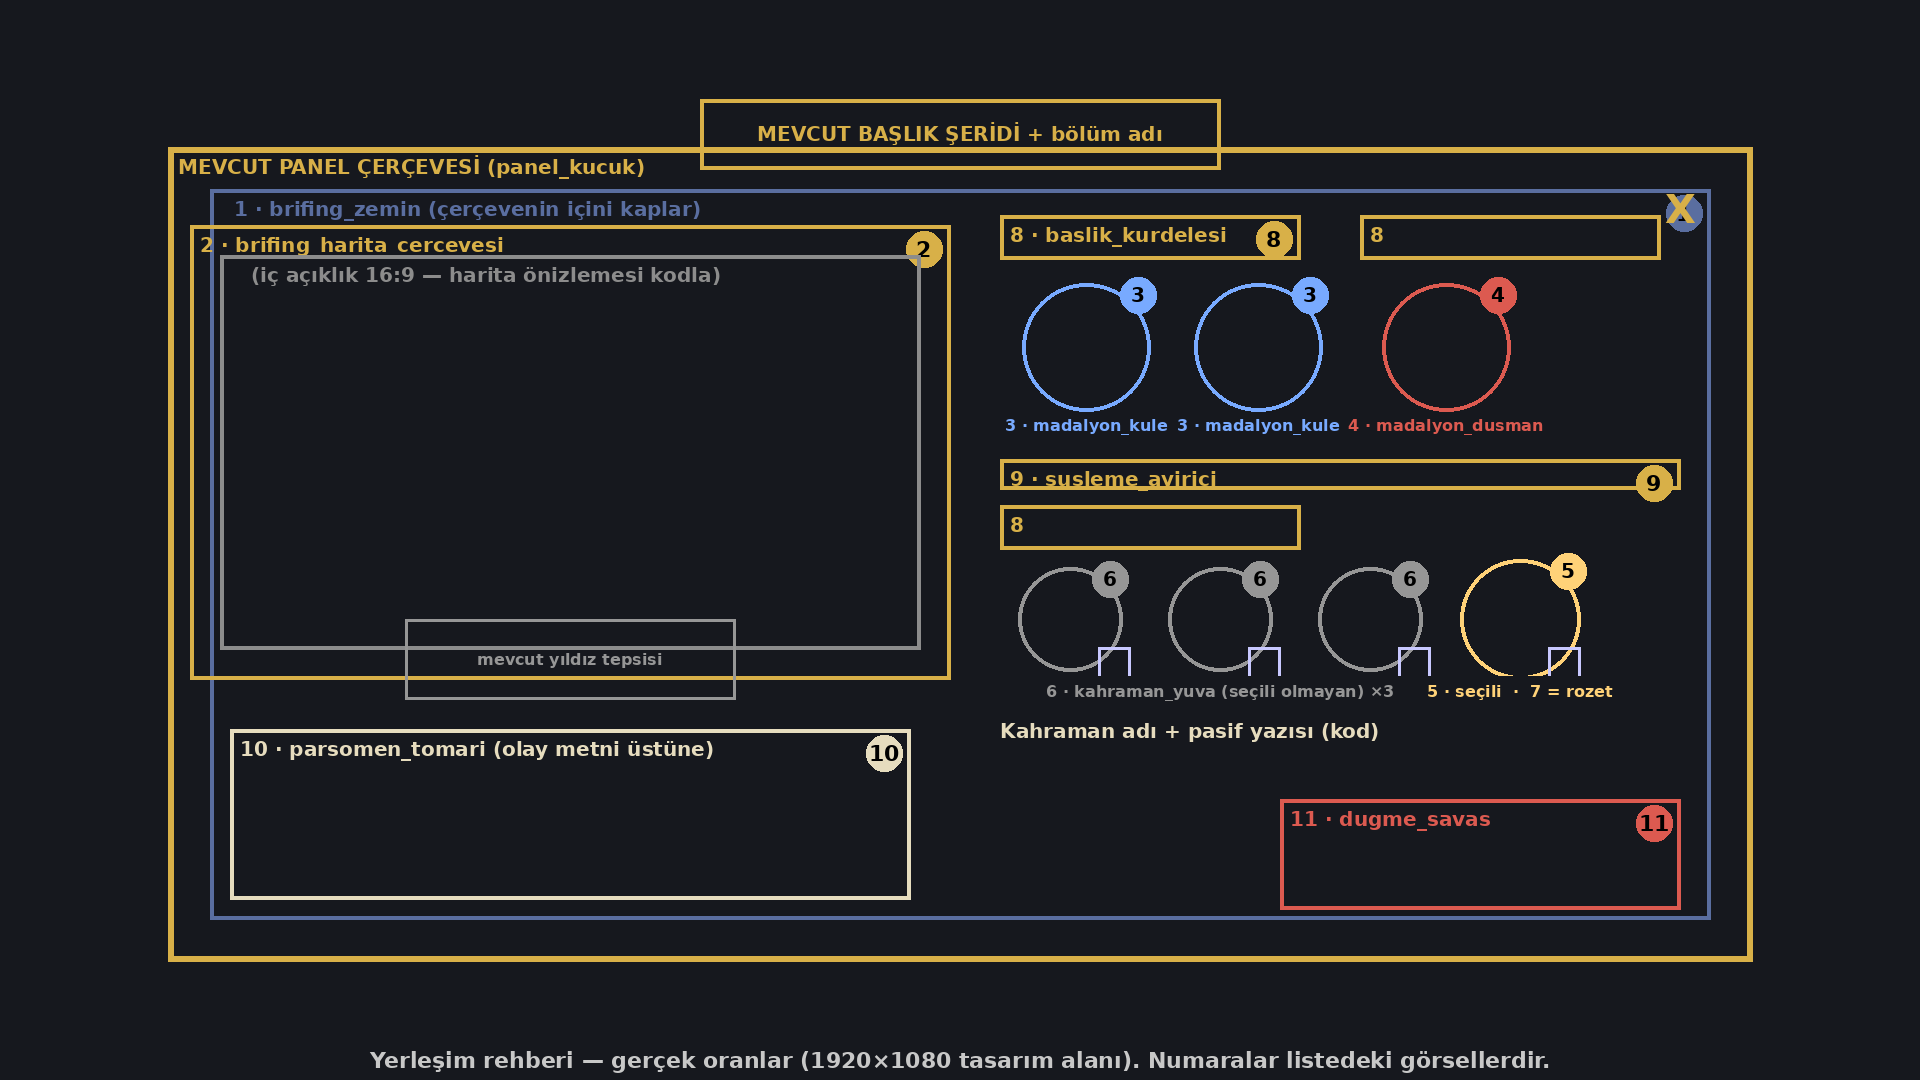 MEVCUT BAŞLIK ŞERİDİ + bölüm adı
MEVCUT PANEL ÇERÇEVESİ (panel_kucuk)
1 · brifing_zemin (çerçevenin içini kaplar)
X
2 · brifing_harita_cercevesi
2
(iç açıklık 16:9 — harita önizlemesi kodla)
mevcut yıldız tepsisi
10 · parsomen_tomari (olay metni üstüne)
10
8 · baslik_kurdelesi
8
8
3
3
4
3 · madalyon_kule
3 · madalyon_kule
4 · madalyon_dusman
9 · susleme_ayirici
9
8
6
6
6
5
6 · kahraman_yuva (seçili olmayan) ×3
5 · seçili · 7 = rozet
Kahraman adı + pasif yazısı (kod)
11 · dugme_savas
11
Yerleşim rehberi — gerçek oranlar (1920×1080 tasarım alanı). Numaralar listedeki görsellerdir.